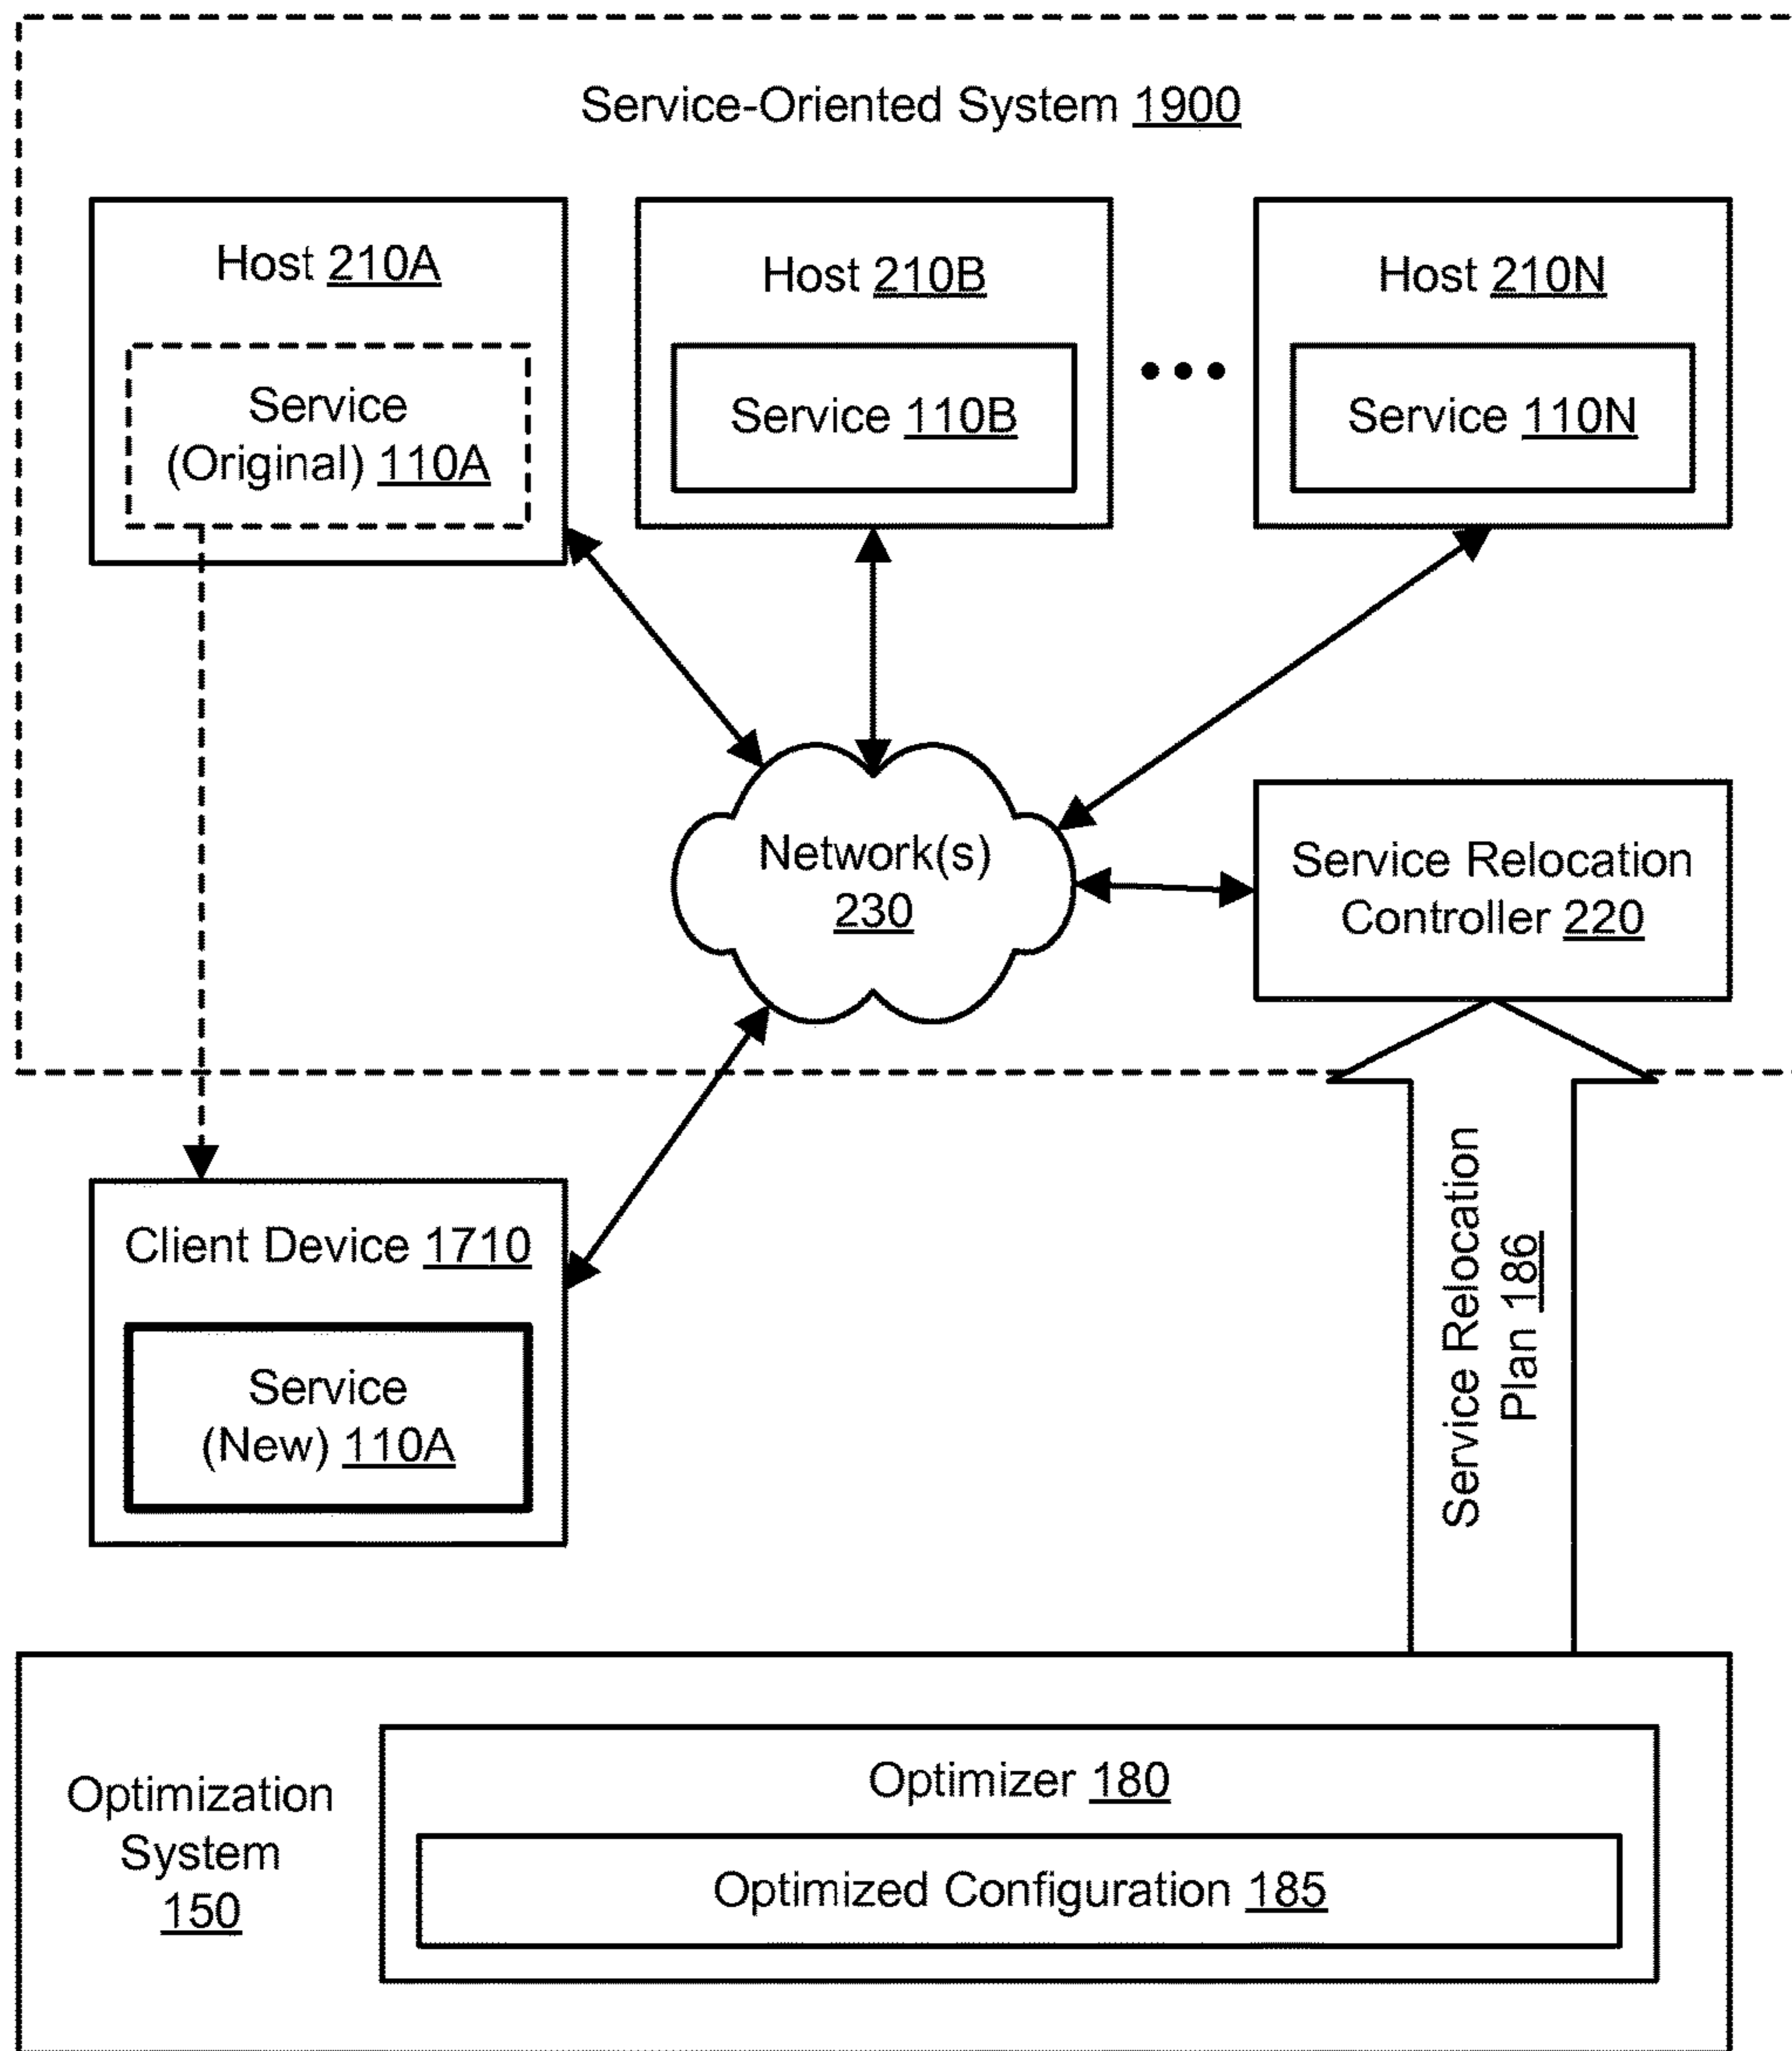 Service-Oriented System 1900
Host 210A
Service
(Original) 110A
Host 210B
Service 110B
Host 210N
Service 110N
Network(s)
230
Service Relocation
Controller 220
Client Device 1710
Service
(New) 110A
Service Relocation
Plan 186
Optimization
System
150
Optimizer 180
Optimized Configuration 185